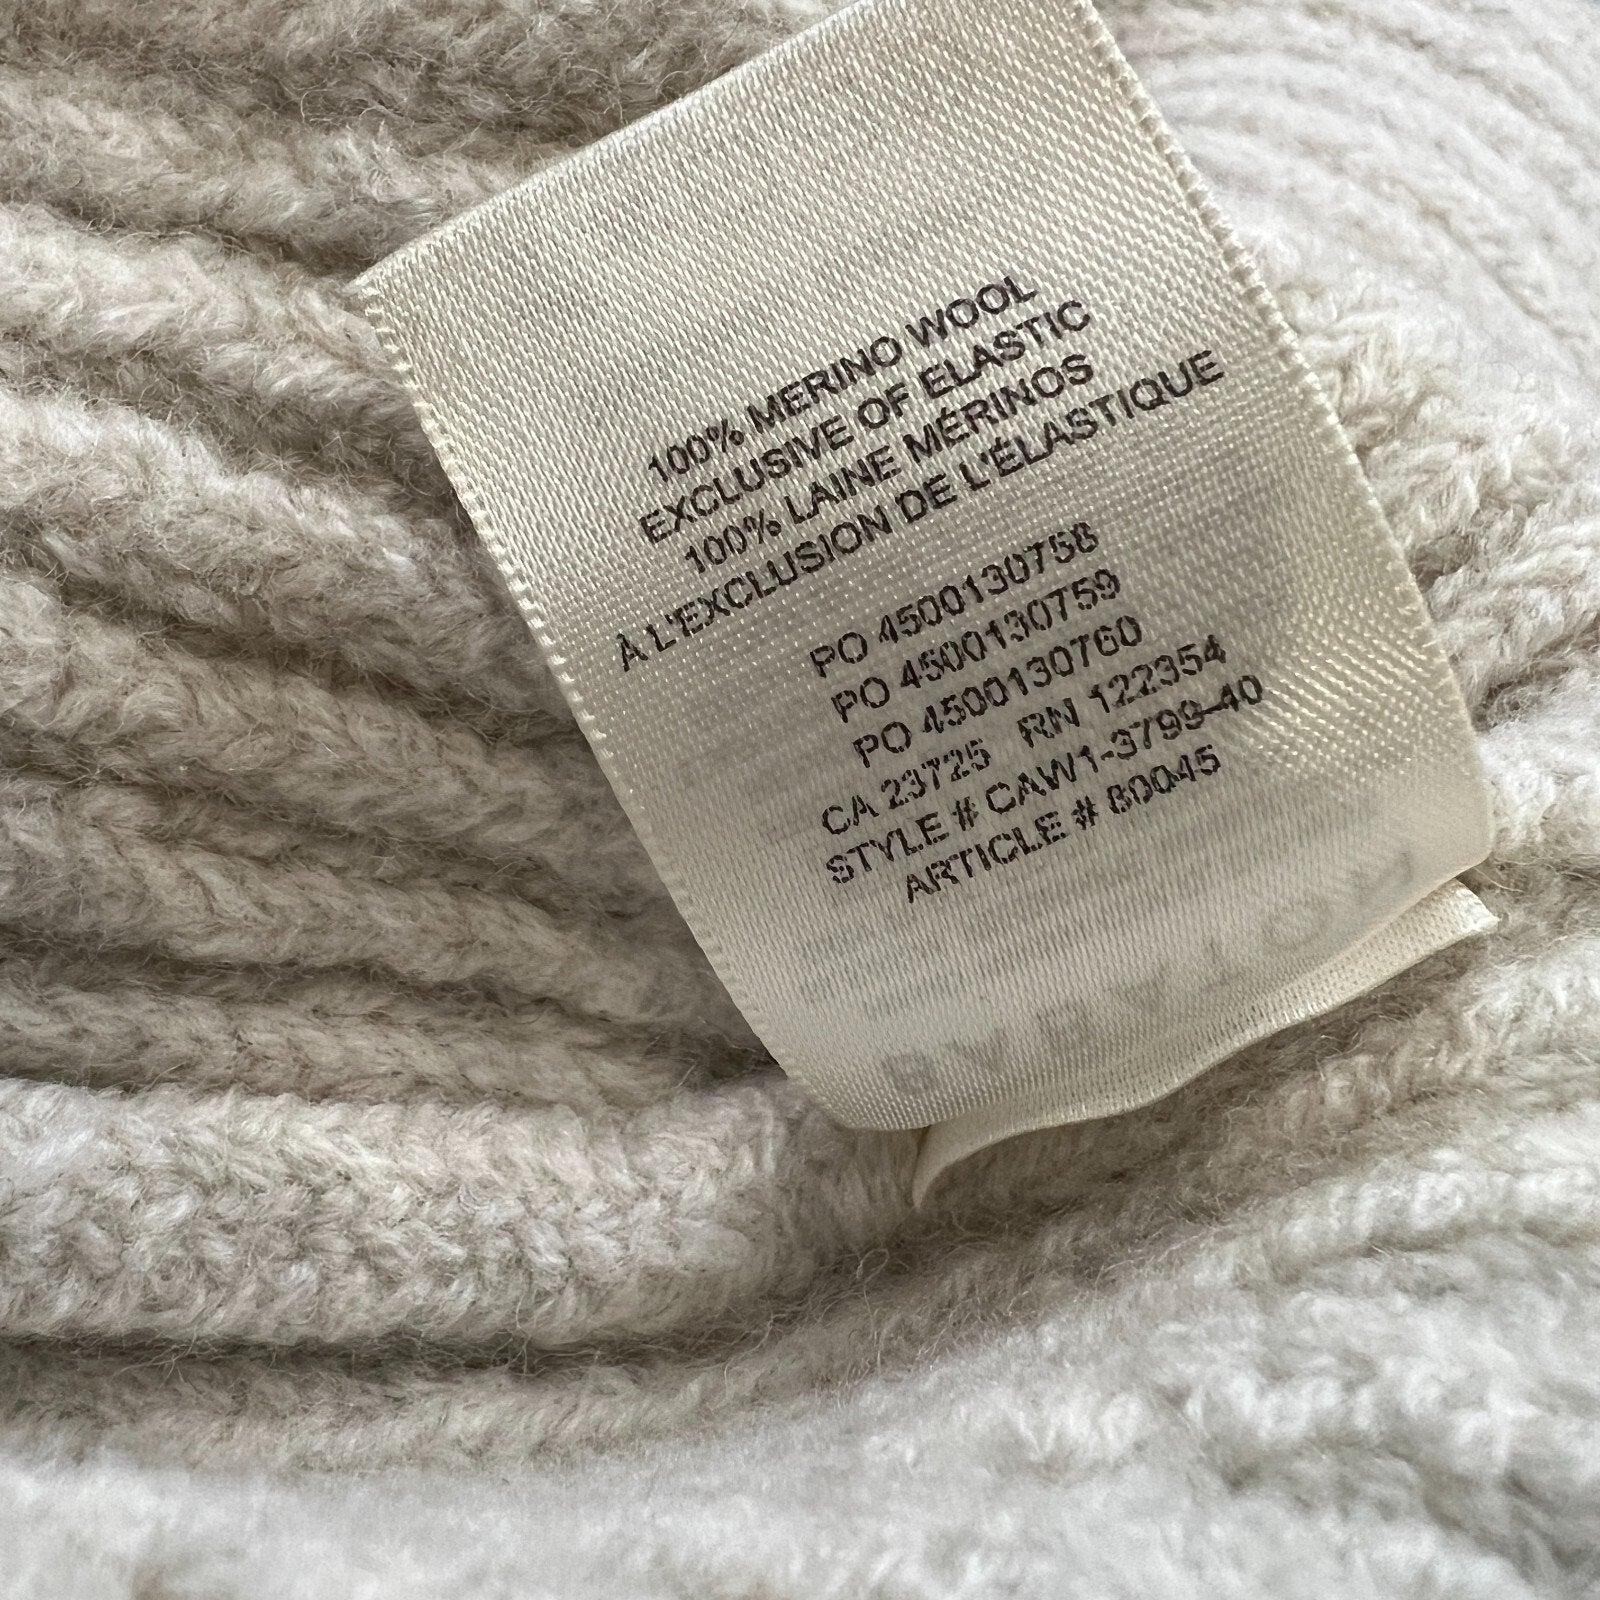 100% MERINO WOOL
EXCLUSIVE OF ELASTIC
100% LAINE MÉRINOS
À L'EXCLUSION DE L'ÉLASTIQUE
PO 4500130758
PO 4500130759
PO 4500130760
CA 23725 RN 122354
STYLE # CAW1-3799-40
ARTICLE # 80045